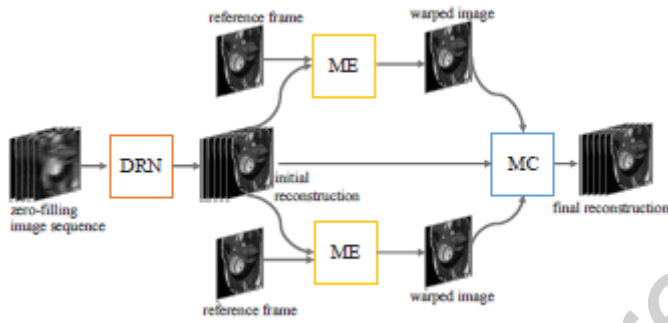 reference frame
warped image
ME
DRN
MC
initial
reconstruction
zero-filling
image sequence
final reconstruction
ME
reference frame
warped image